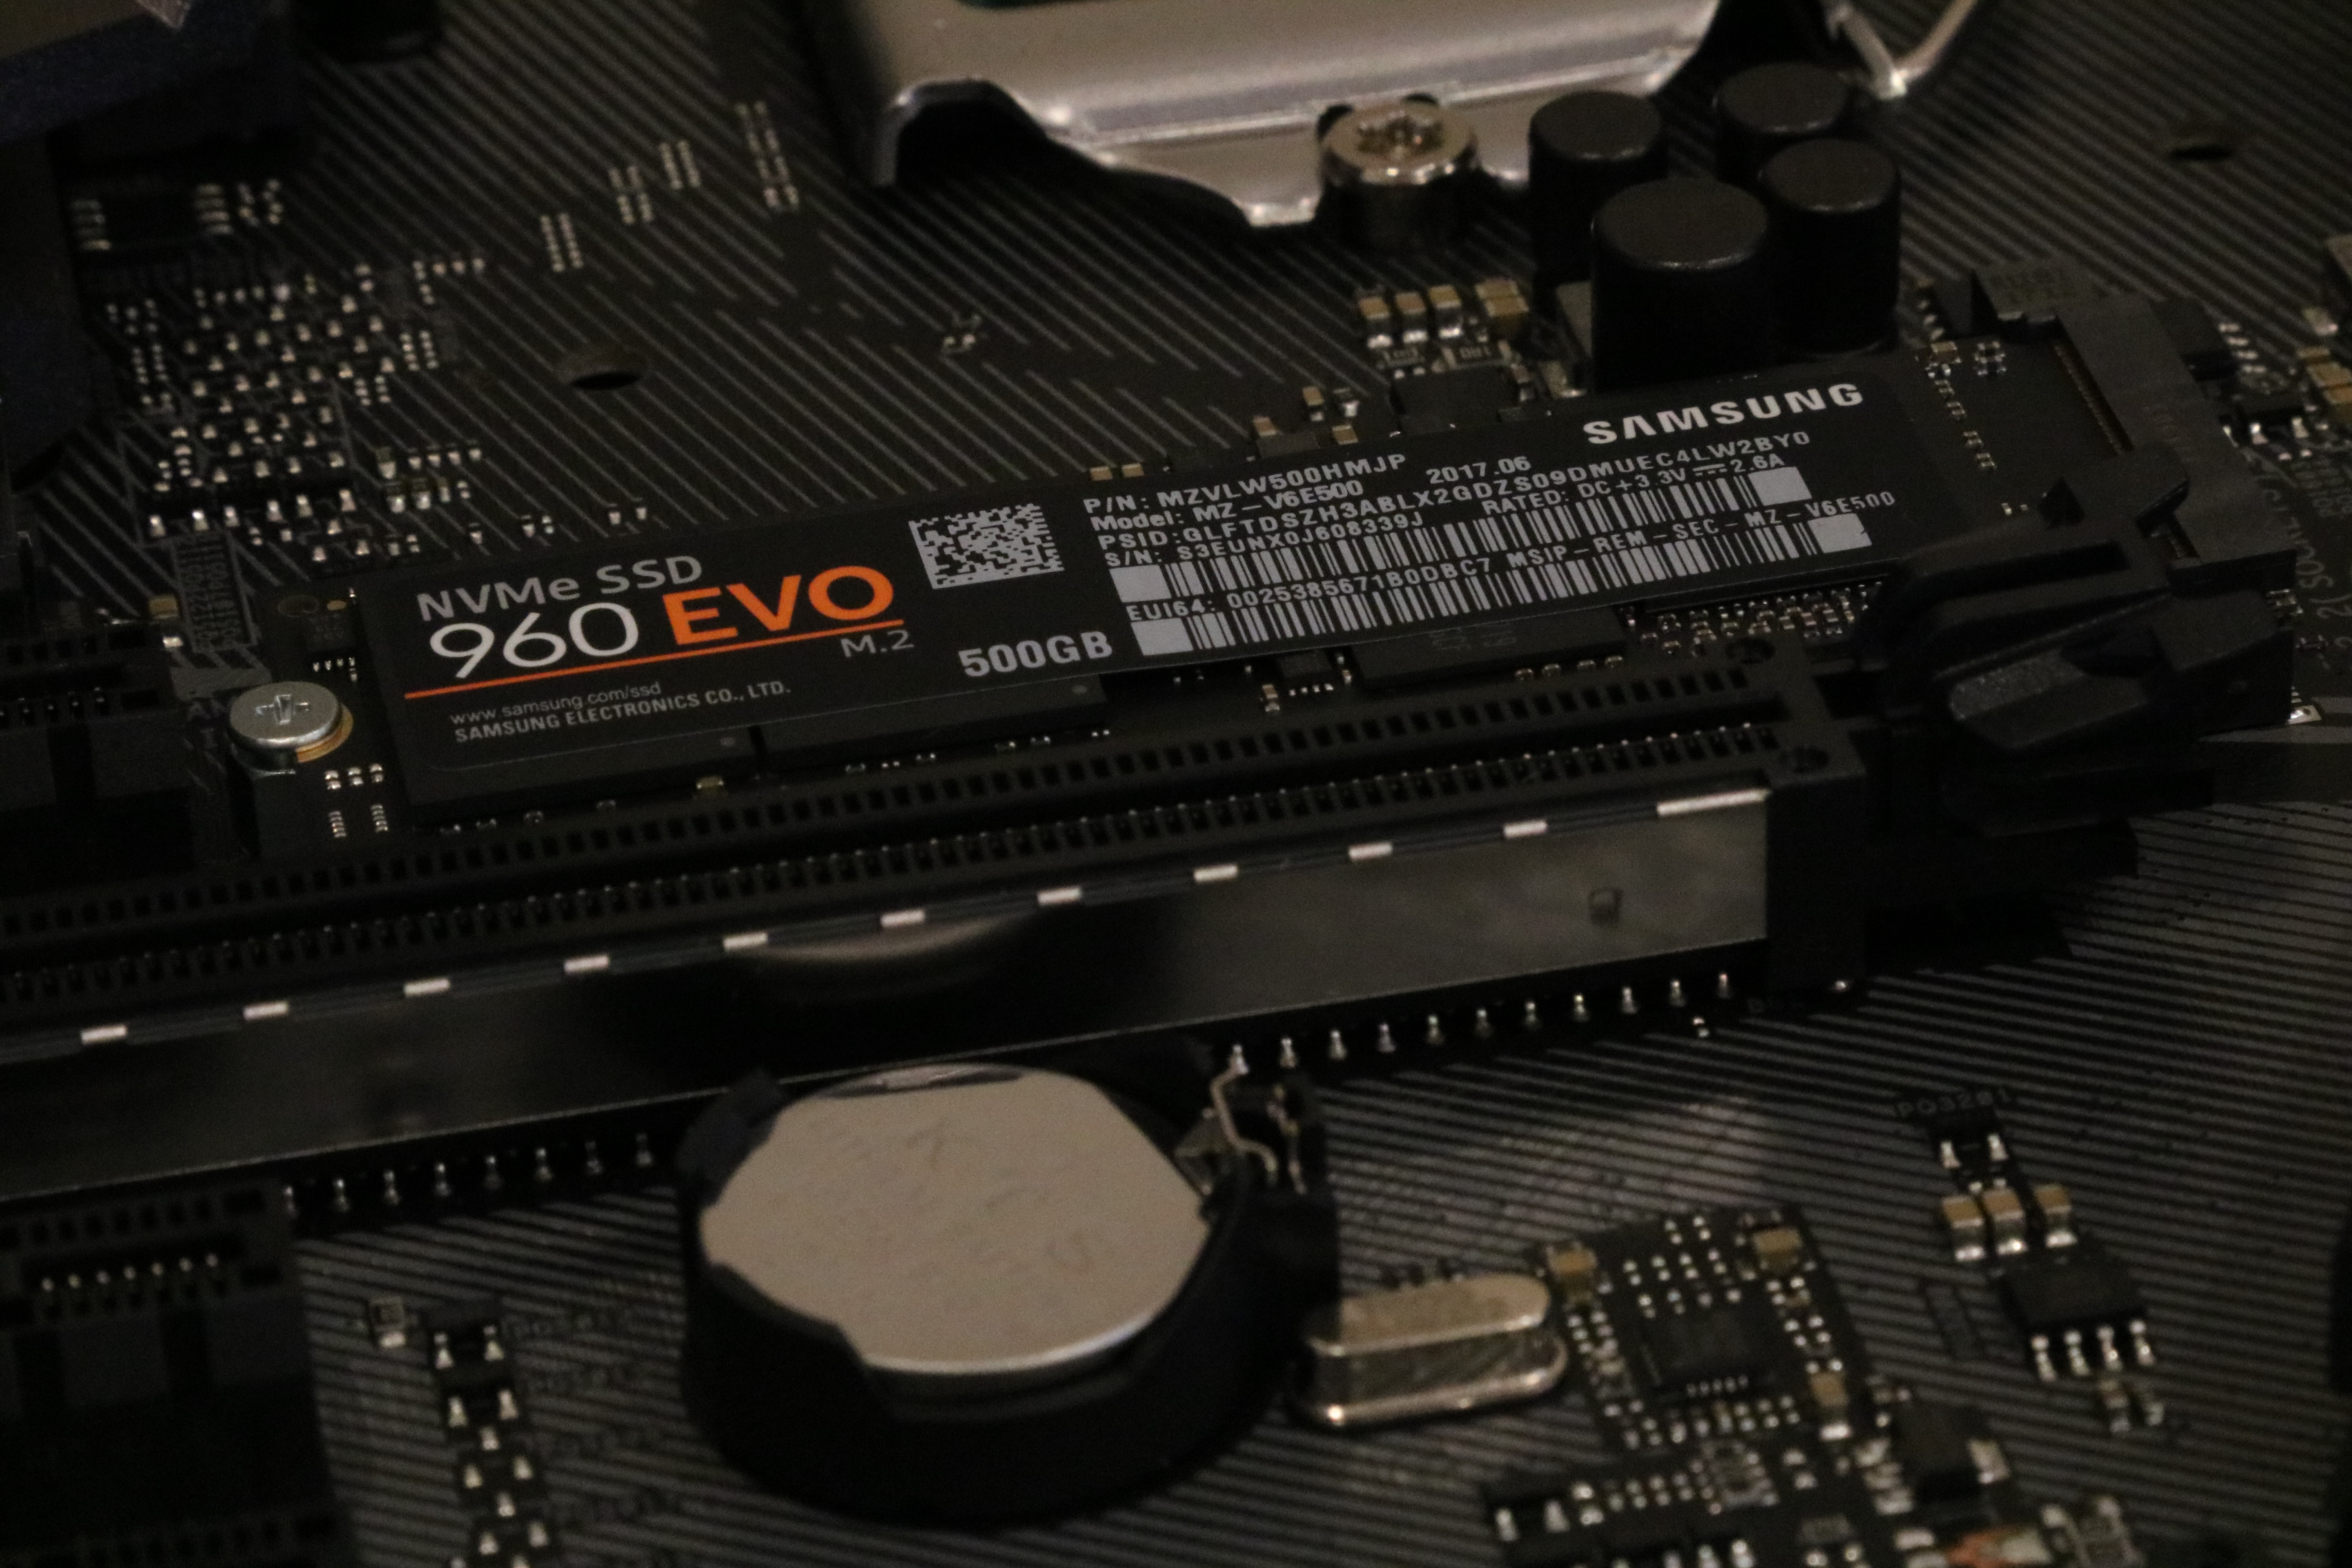 SAMSUNG
P/N: MZVLW500HMJP
Model: MZ-V6E500 2017.06
PSID:QLFTDSZH3ABLX2GDZS09DMUEC4LW2BY0
S/N: S3EUNX0J608339J RATED: DC+3.3V 2.6A
EUI64: 0025385671B0DBC7 MSIP-REM-SEC-MZ-V6E500
NVMe SSD
960 EVO
M.2
500GB
www.samsung.com/ssd
SAMSUNG ELECTRONICS CO., LTD.